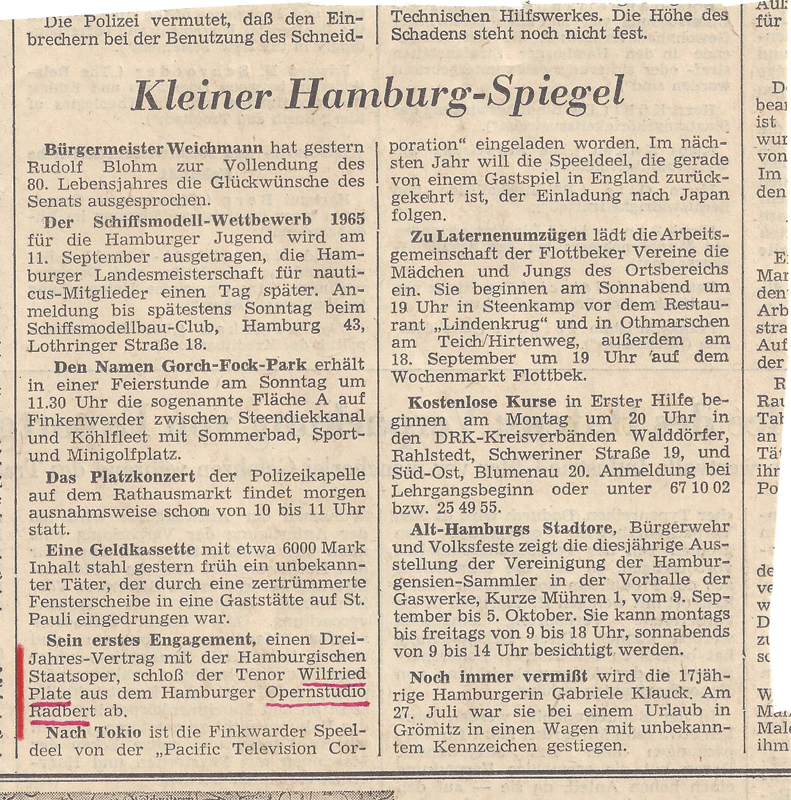 Die Polizei vermutet, daß den Ein-
brechern bei der Benutzung des Schneid-
Technischen Hilfswerkes. Die Höhe des
Schadens steht noch nicht fest.
Kleiner Hamburg-Spiegel
Bürgermeister Weichmann hat gestern
Rudolf Blohm zur Vollendung des
80. Lebensjahres die Glückwünsche des
Senats ausgesprochen.
Der Schiffsmodell-Wettbewerb 1965
für die Hamburger Jugend wird am
11. September ausgetragen, die Ham-
burger Landesmeisterschaft für nauti-
cus-Mitglieder einen Tag später. An-
meldung bis spätestens Sonntag beim
Schiffsmodellbau-Club, Hamburg 43,
Lothringer Straße 18.
Den Namen Gorch-Fock-Park erhält
in einer Feierstunde am Sonntag um
11.30 Uhr die sogenannte Fläche A auf
Finkenwerder zwischen Steendiekkanal
und Köhlfleet mit Sommerbad, Sport-
und Minigolfplatz.
Das Platzkonzert der Polizeikapelle
auf dem Rathausmarkt findet morgen
ausnahmsweise schon von 10 bis 11 Uhr
statt.
Eine Geldkassette mit etwa 6000 Mark
Inhalt stahl gestern früh ein unbekann-
ter Täter, der durch eine zertrümmerte
Fensterscheibe in eine Gaststätte auf St.
Pauli eingedrungen war.
Sein erstes Engagement, einen Drei-
Jahres-Vertrag mit der Hamburgischen
Staatsoper, schloß der Tenor Wilfried
Plate aus dem Hamburger Opernstudio
Radbert ab.
Nach Tokio ist die Finkwarder Speel-
deel von der „Pacific Television Cor-
poration“ eingeladen worden. Im näch-
sten Jahr will die Speeldeel, die gerade
von einem Gastspiel in England zurück-
gekehrt ist, der Einladung nach Japan
folgen.
Zu Laternenumzügen lädt die Arbeits-
gemeinschaft der Flottbeker Vereine die
Mädchen und Jungs des Ortsbereichs
ein. Sie beginnen am Sonnabend um
19 Uhr in Steenkamp vor dem Restau-
rant „Lindenkrug“ und in Othmarschen
am Teich/Hirtenweg, außerdem am
18. September um 19 Uhr auf dem
Wochenmarkt Flottbek.
Kostenlose Kurse in Erster Hilfe be-
ginnen am Montag um 20 Uhr in
den DRK-Kreisverbänden Walddörfer,
Rahlstedt, Schweriner Straße 19, und
Süd-Ost, Blumenau 20. Anmeldung bei
Lehrgangsbeginn oder unter 67 10 02
bzw. 25 49 55.
Alt-Hamburgs Stadtore, Bürgerwehr
und Volksfeste zeigt die diesjährige Aus-
stellung der Vereinigung der Hambur-
gensien-Sammler in der Vorhalle der
Gaswerke, Kurze Mühren 1, vom 9. Sep-
tember bis 5. Oktober. Sie kann montags
bis freitags von 9 bis 18 Uhr, sonnabends
von 9 bis 14 Uhr besichtigt werden.
Noch immer vermißt wird die 17jäh-
rige Hamburgerin Gabriele Klauck. Am
27. Juli war sie bei einem Urlaub in
Grömitz in einen Wagen mit unbekann-
tem Kennzeichen gestiegen.